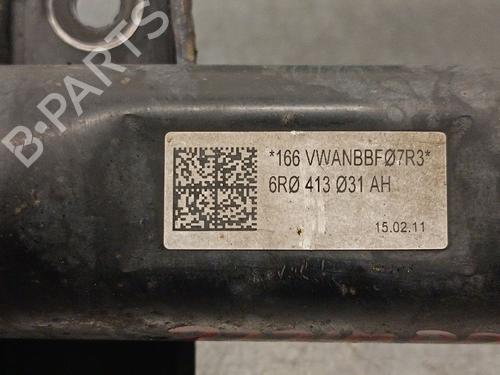 B-PARTS
*166 VWANBBFØ7R3*
6RØ 413 Ø31 AH
15.02.11